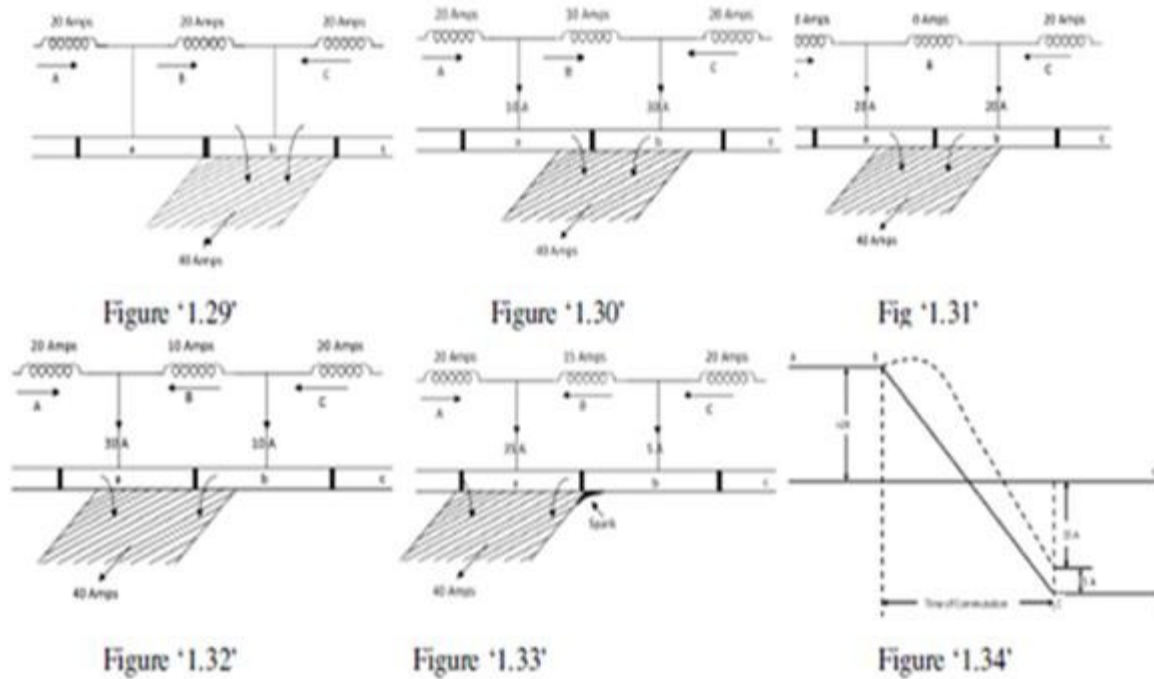 20 Amps 20 Amps 20 Amps
A B C
a b
40 Amps
Figure ‘1.29’
20 Amps 10 Amps 20 Amps
A B C
10 A 30 A
b c
40 Amps
Figure ‘1.30’
Amps 0 Amps 20 Amps
C
20 A 20 A
a c
40 Amps
Fig ‘1.31’
20 Amps 10 Amps 20 Amps
A B C
30 A 10 A
a b c
40 Amps
Figure ‘1.32’
20 Amps 15 Amps 20 Amps
A B C
35 A 5 A
a b c
Spark
40 Amps
Figure ‘1.33’
A B
5 A
Time of Commutation C
Figure ‘1.34’